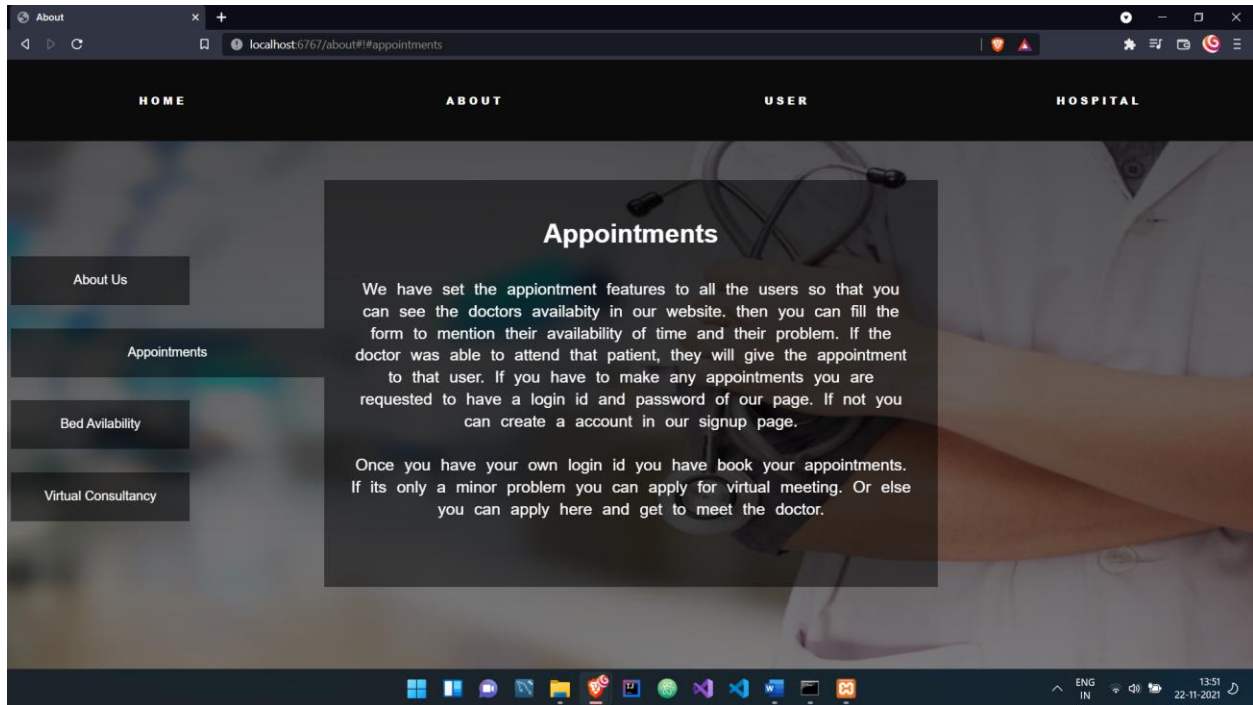 About
localhost:6767/about#!#appointments
HOME ABOUT USER HOSPITAL
Appointments
We have set the appiontment features to all the users so that you
can see the doctors availabity in our website. then you can fill the
form to mention their availability of time and their problem. If the
doctor was able to attend that patient, they will give the appointment
to that user. If you have to make any appointments you are
requested to have a login id and password of our page. If not you
can create a account in our signup page.
Once you have your own login id you have book your appointments.
If its only a minor problem you can apply for virtual meeting. Or else
you can apply here and get to meet the doctor.
About Us
Appointments
Bed Avilability
Virtual Consultancy
ENG
IN
13:51
22-11-2021